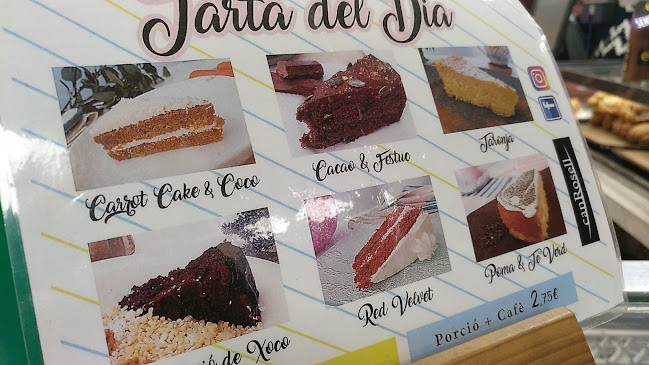 Tarta del Dia
Carrot Cake & Coco
Cacao & Festuc
Taronja
canRosell
de Xoco
Red Velvet
Poma & Té Verd
Porció + Cafè 2,75€